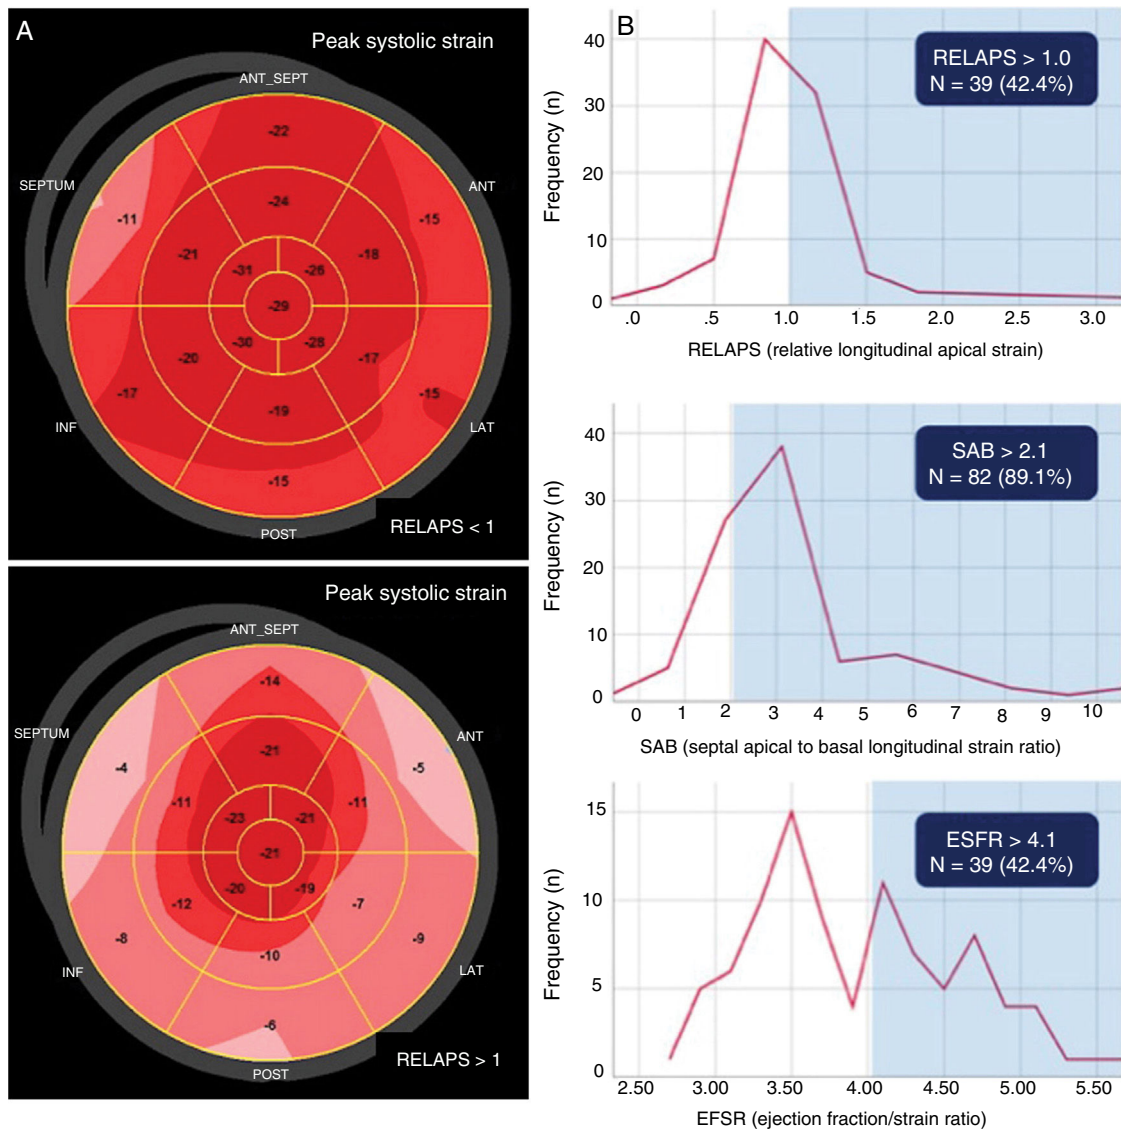 A
Peak systolic strain
ANT_SEPT
-22
SEPTUM
ANT
-24
-11
-15
-21
-18
-31
-26
-29
-30
-28
-20
-17
-17
-15
-19
INF
LAT
-15
RELAPS < 1
POST
Peak systolic strain
ANT_SEPT
-14
SEPTUM
ANT
-21
-4
-5
-11
-11
-23
-21
-21
-20
-19
-12
-7
-8
-9
-10
INF
LAT
-6
RELAPS > 1
POST
B
Frequency (n)
40
30
20
10
0
RELAPS > 1.0
N = 39 (42.4%)
.0 .5 1.0 1.5 2.0 2.5 3.0
RELAPS (relative longitudinal apical strain)
Frequency (n)
40
30
20
10
0
SAB > 2.1
N = 82 (89.1%)
0 1 2 3 4 5 6 7 8 9 10
SAB (septal apical to basal longitudinal strain ratio)
Frequency (n)
15
10
5
0
ESFR > 4.1
N = 39 (42.4%)
2.50 3.00 3.50 4.00 4.50 5.00 5.50
EFSR (ejection fraction/strain ratio)